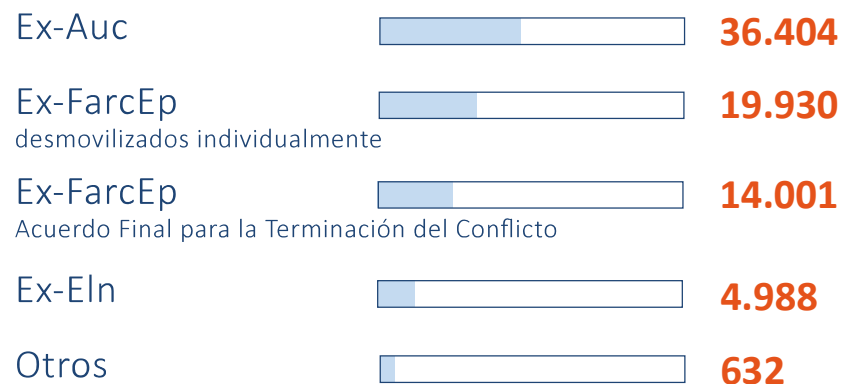 Ex-Auc 36.404
Ex-FarcEp 19.930
desmovilizados individualmente
Ex-FarcEp 14.001
Acuerdo Final para la Terminación del Conflicto
Ex-Eln 4.988
Otros 632